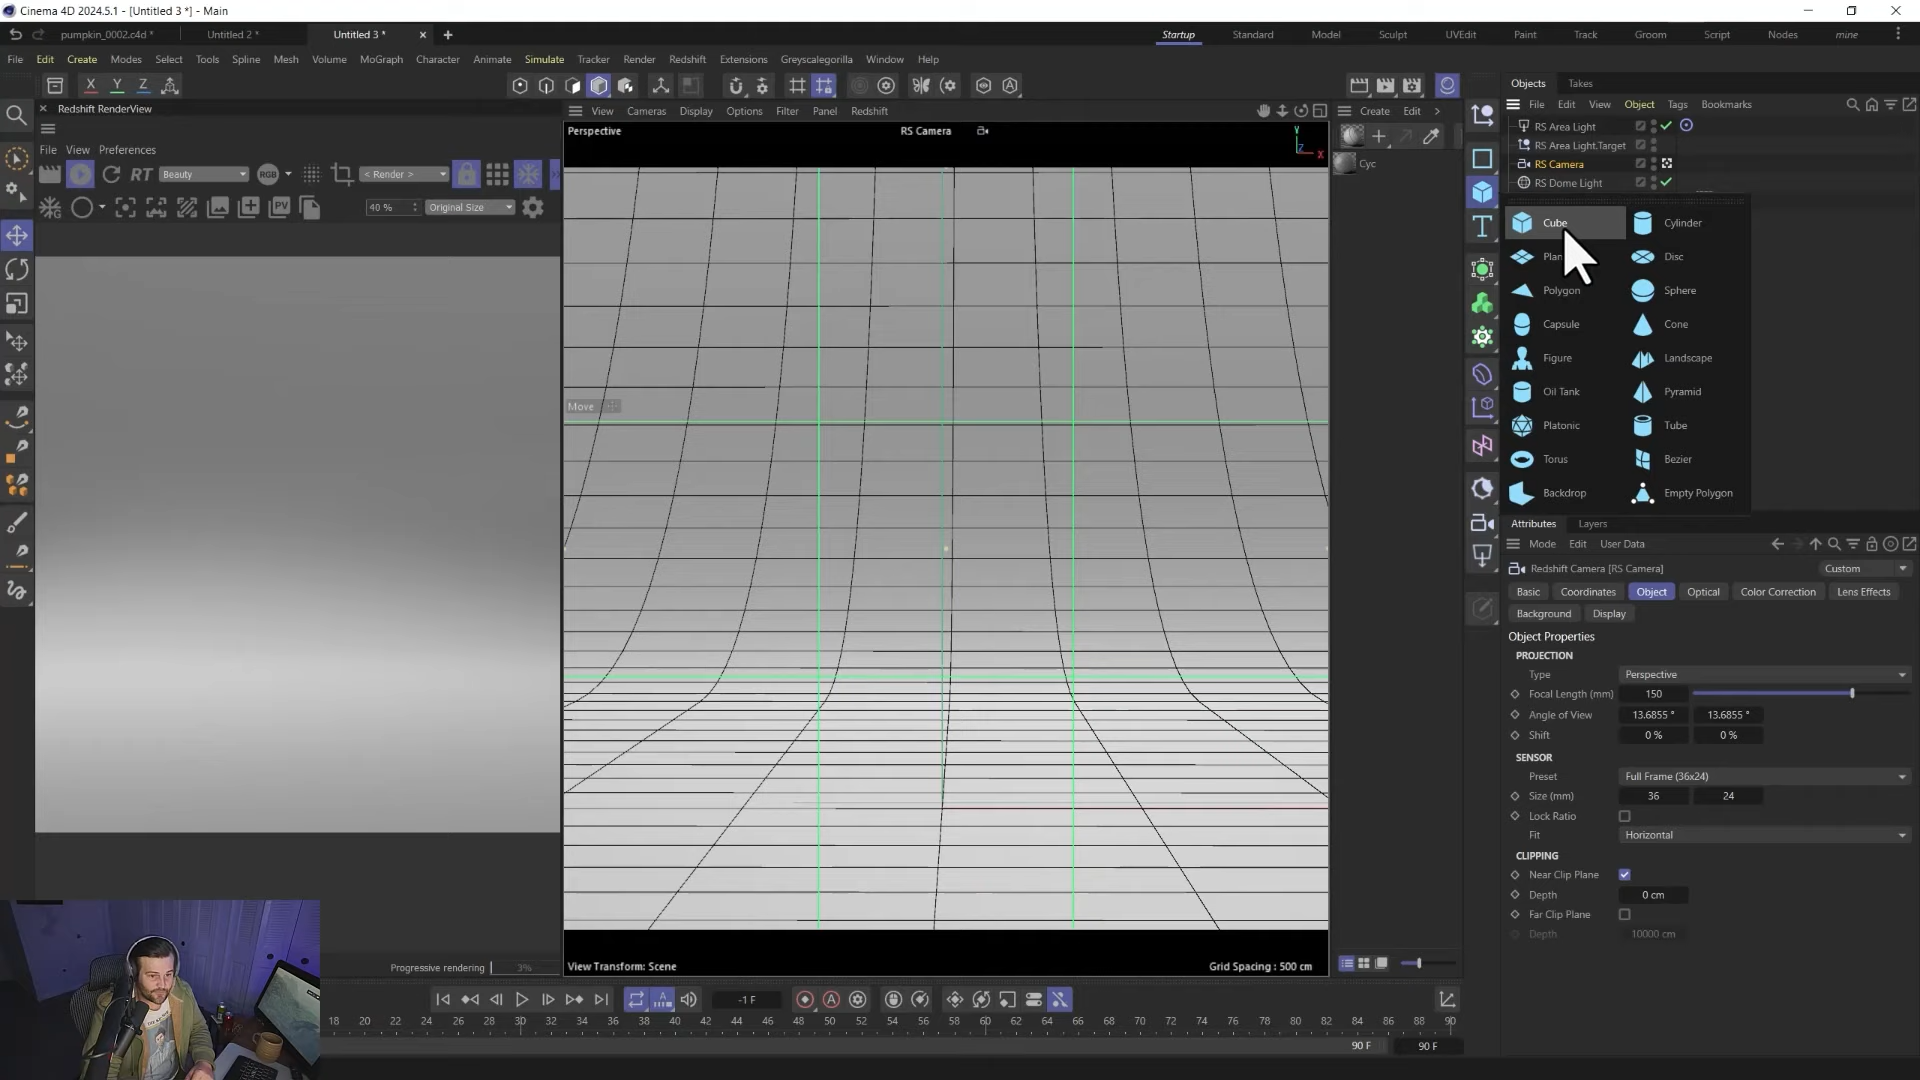 Cinema 4D 2024.5.1 - [Untitled 3 *] - Main
pumpkin_0002.c4d *
Untitled 2 *
Untitled 3 *
Startup
Standard
Model
Sculpt
UVEdit
Paint
Track
Groom
Script
Nodes
mine
File Edit Create Modes Select Tools Spline Mesh Volume MoGraph Character Animate Simulate Tracker Render Redshift Extensions Greyscalegorilla Window Help
X Y Z
Objects Takes
Redshift RenderView
File Edit View Object Tags Bookmarks
View Cameras Display Options Filter Panel Redshift
Create Edit
Perspective
RS Camera
Y
Z
X
RS Area Light
RS Area Light.Target
RS Camera
RS Dome Light
File View Preferences
Cyc
RT Beauty
RGB
< Render >
40 %
Original Size
PV
Cube
Cylinder
Disc
Polygon
Sphere
Capsule
Cone
Figure
Landscape
Oil Tank
Pyramid
Platonic
Tube
Torus
Bezier
Backdrop
Empty Polygon
Move
Attributes Layers
Mode Edit User Data
Redshift Camera [RS Camera]
Custom
Basic Coordinates Object Optical Color Correction Lens Effects
Background Display
Object Properties
PROJECTION
Type Perspective
Focal Length (mm) 150
Angle of View 13.6855 ° 13.6855 °
Shift 0 % 0 %
SENSOR
Preset Full Frame (36x24)
Size (mm) 36 24
Lock Ratio
Fit Horizontal
CLIPPING
Near Clip Plane
Depth 0 cm
Far Clip Plane
Depth 10000 cm
Progressive rendering 3%
View Transform: Scene
Grid Spacing : 500 cm
-1 F
18 20 22 24 26 28 30 32 34 36 38 40 42 44 46 48 50 52 54 56 58 60 62 64 66 68 70 72 74 76 78 80 82 84 86 88 90
90 F
90 F